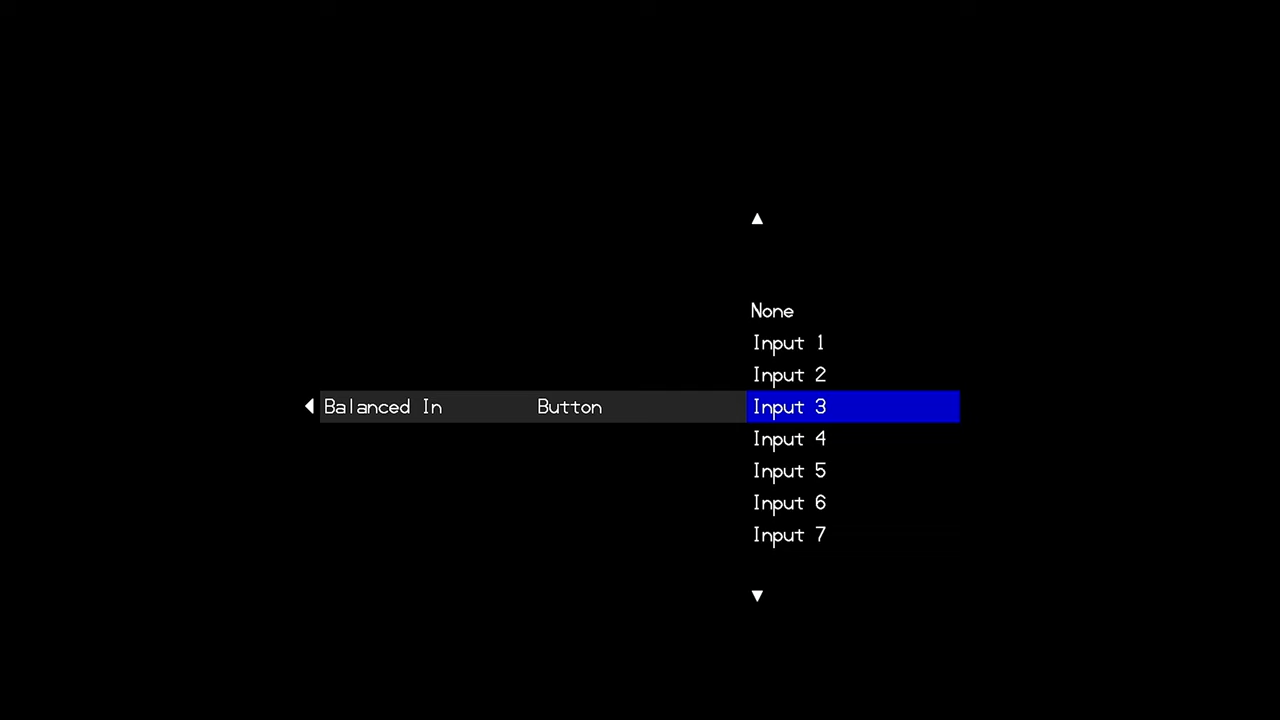 None
Input 1
Input 2
Balanced In Button Input 3
Input 4
Input 5
Input 6
Input 7